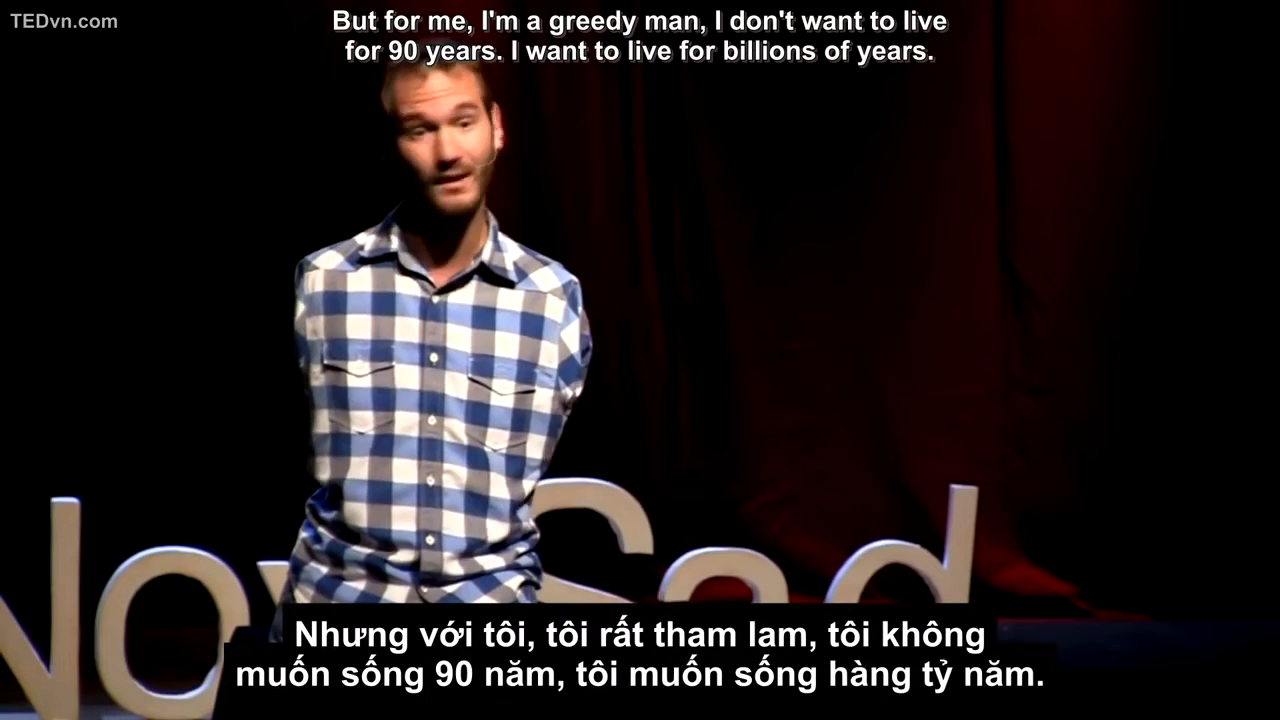 TEDvn.com
But for me, I'm a greedy man, I don't want to live
for 90 years. I want to live for billions of years.
Novi Sad
Nhưng với tôi, tôi rất tham lam, tôi không
muốn sống 90 năm, tôi muốn sống hàng tỷ năm.